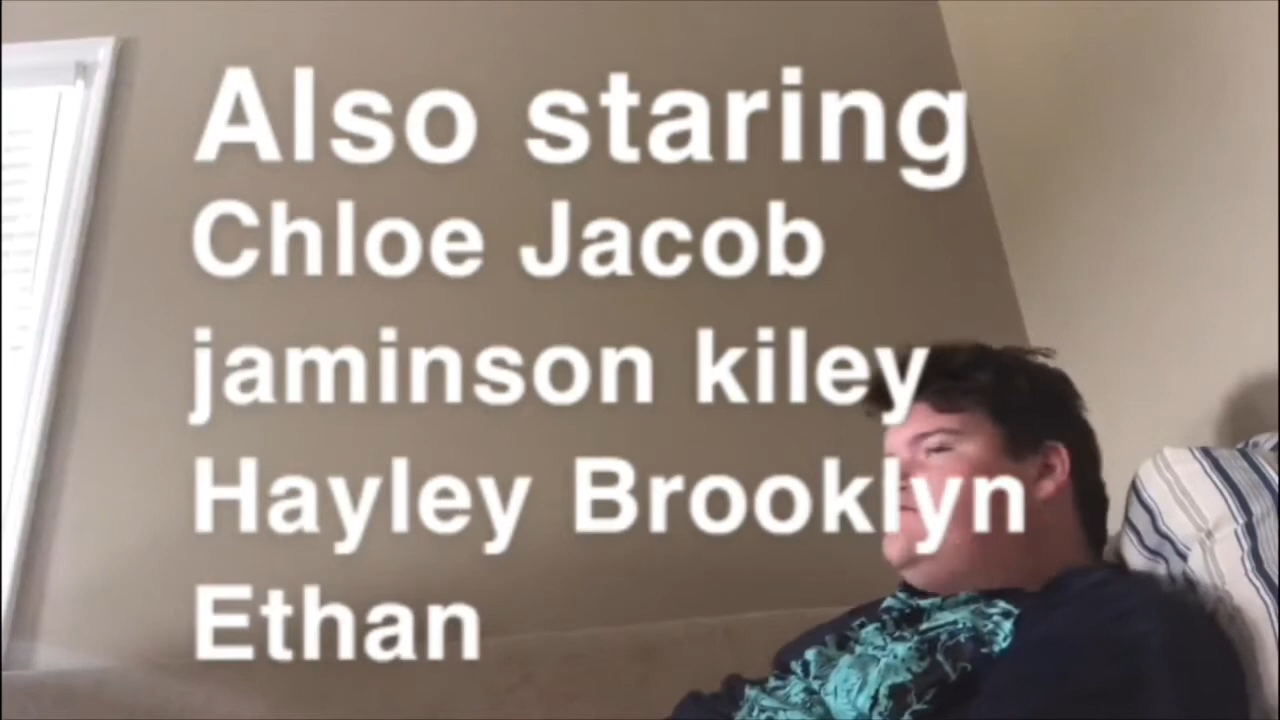 Also staring
Chloe Jacob
jaminson kiley
Hayley Brooklyn
Ethan